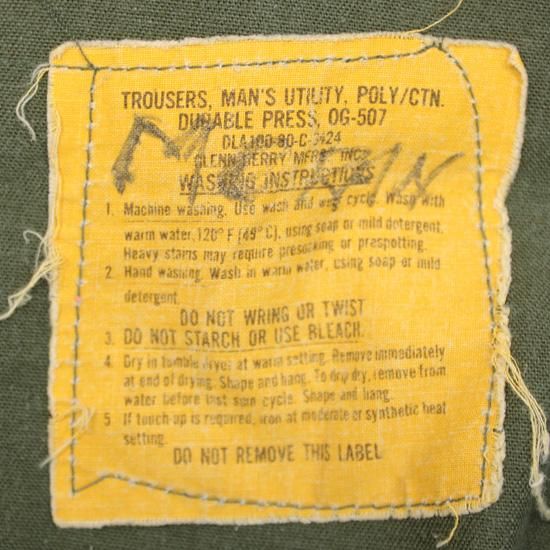 TROUSERS, MAN'S UTILITY, POLY/CTN.
DURABLE PRESS, OG-507
DLA100-80-C-3124
GLENN BERRY MFRS. INC.
WASHING INSTRUCTIONS
1. Machine washing. Use wash and wear cycle. Wash with
warm water, 120° F (49° C), using soap or mild detergent.
Heavy stains may require presoaking or prespotting.
2. Hand washing. Wash in warm water, using soap or mild
detergent.
DO NOT WRING OR TWIST
3. DO NOT STARCH OR USE BLEACH.
4. Dry in tumble dryer at warm setting. Remove immediately
at end of drying. Shape and hang. To drip dry, remove from
water before last spin cycle. Shape and hang.
5 If touch-up is required, iron at moderate or synthetic heat
setting.
DO NOT REMOVE THIS LABEL